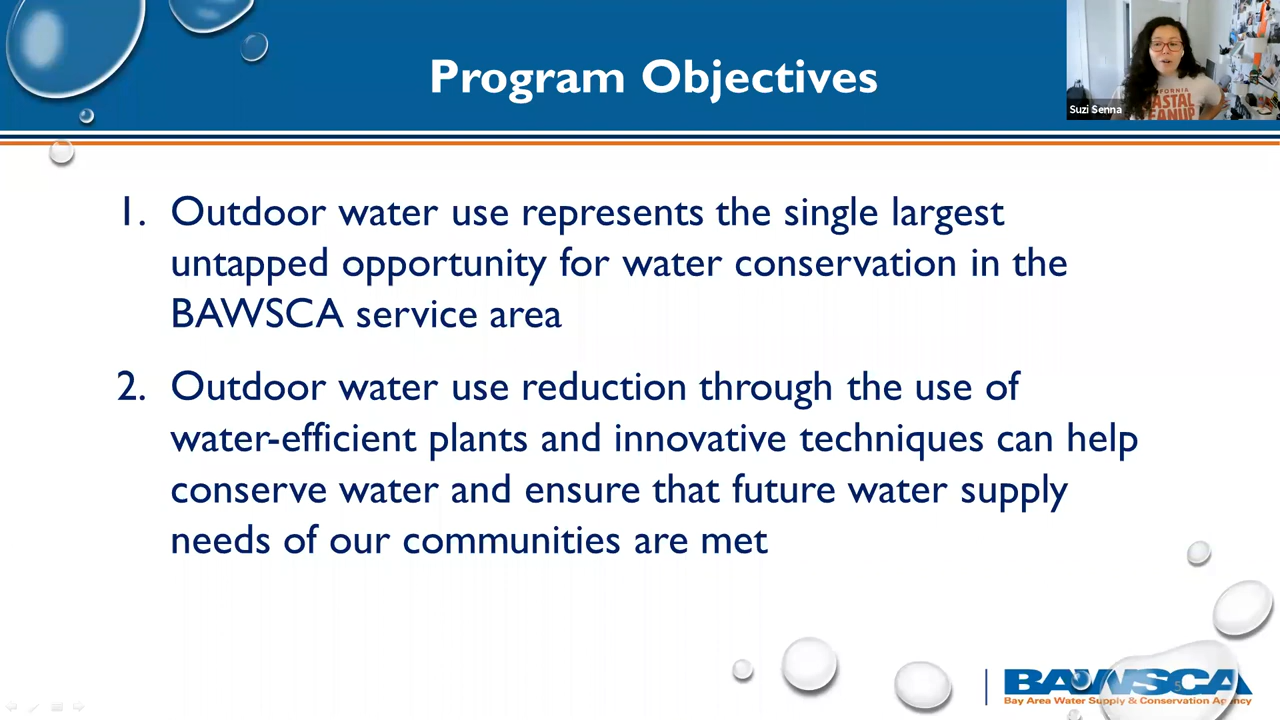 Program Objectives
Suzi Senna
1. Outdoor water use represents the single largest
untapped opportunity for water conservation in the
BAWSCA service area
2. Outdoor water use reduction through the use of
water-efficient plants and innovative techniques can help
conserve water and ensure that future water supply
needs of our communities are met
BAWSCA
5
Bay Area Water Supply & Conservation Agency